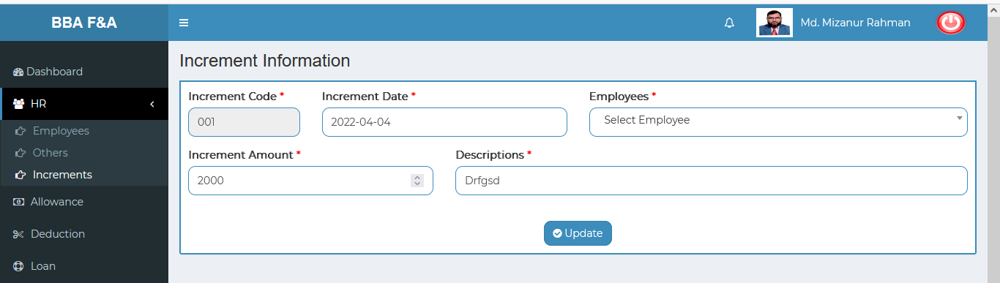 BBA F&A
Md. Mizanur Rahman
Dashboard
HR
Employees
Others
Increments
Allowance
Deduction
Loan
Increment Information
Increment Code * Increment Date * Employees *
001 2022-04-04 Select Employee
Increment Amount * Descriptions *
2000 Drfgsd
Update